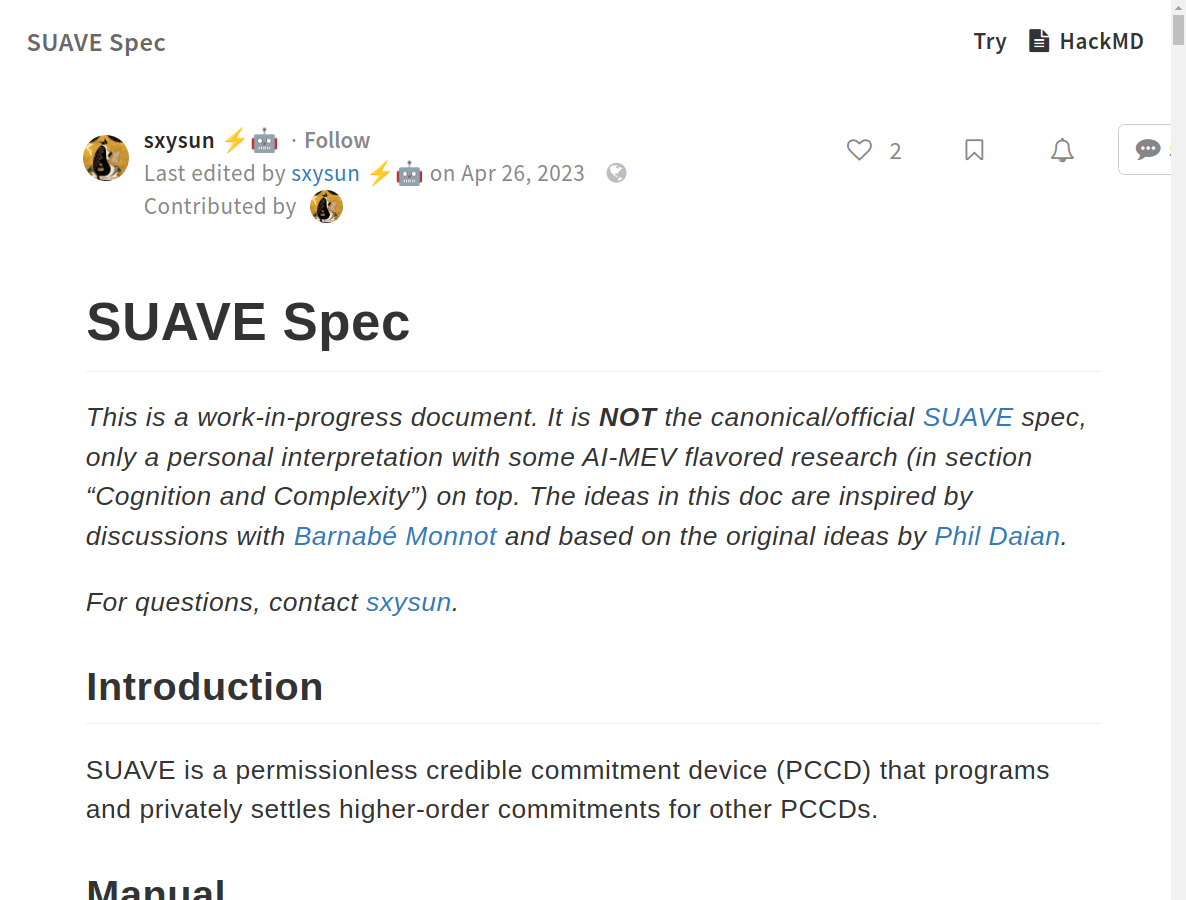 SUAVE Spec
Try HackMD
sxysun ⚡🤖 · Follow
2
Last edited by sxysun ⚡🤖 on Apr 26, 2023
Contributed by
SUAVE Spec
This is a work-in-progress document. It is NOT the canonical/official SUAVE spec,
only a personal interpretation with some AI-MEV flavored research (in section
“Cognition and Complexity”) on top. The ideas in this doc are inspired by
discussions with Barnabé Monnot and based on the original ideas by Phil Daian.
For questions, contact sxysun.
Introduction
SUAVE is a permissionless credible commitment device (PCCD) that programs
and privately settles higher-order commitments for other PCCDs.
Manual